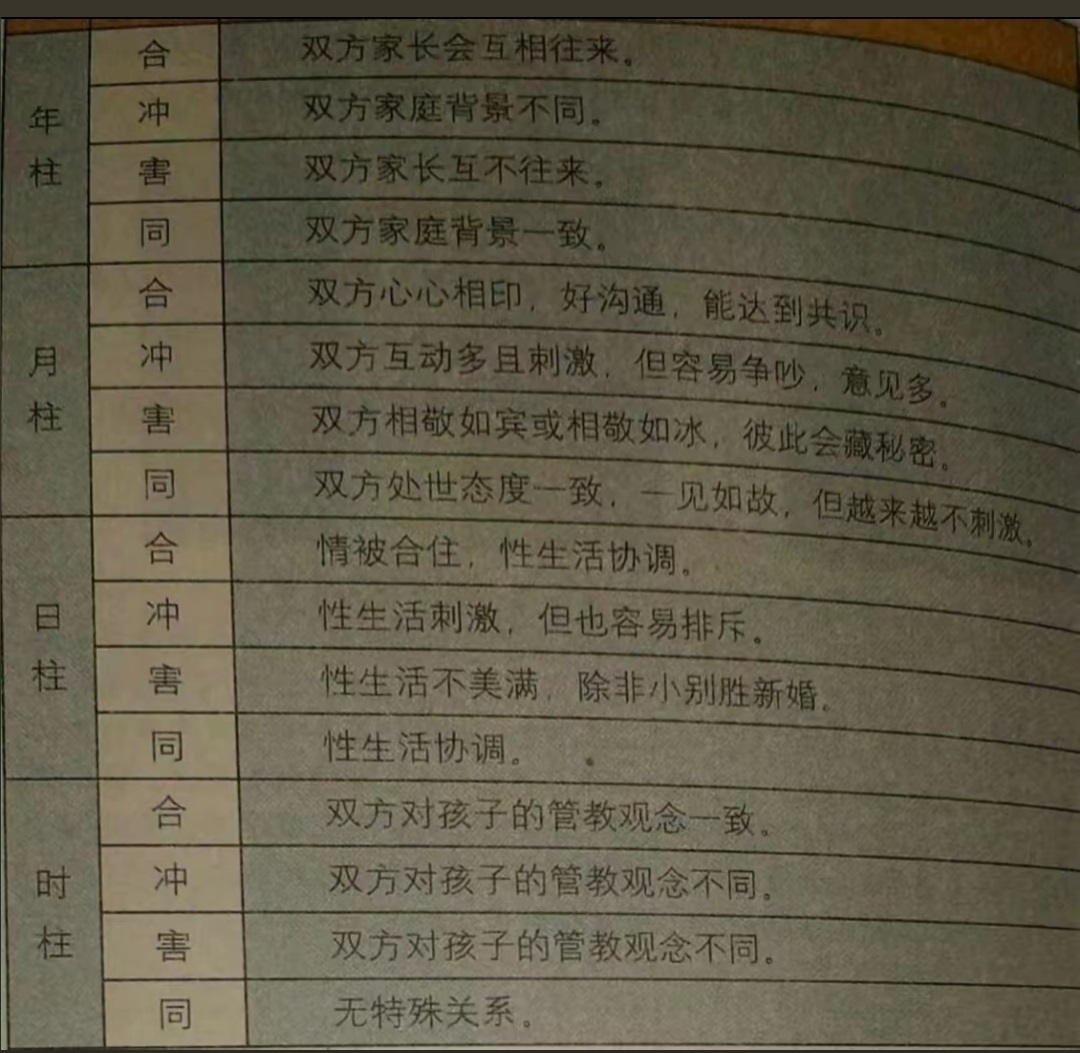 年柱
合 双方家长会互相往来。
冲 双方家庭背景不同。
害 双方家长互不往来。
同 双方家庭背景一致。
月柱
合 双方心心相印，好沟通，能达到共识。
冲 双方互动多且刺激，但容易争吵，意见多。
害 双方相敬如宾或相敬如冰，彼此会藏秘密。
同 双方处世态度一致，一见如故，但越来越不刺激。
日柱
合 情被合住，性生活协调。
冲 性生活刺激，但也容易排斥。
害 性生活不美满，除非小别胜新婚。
同 性生活协调。
时柱
合 双方对孩子的管教观念一致。
冲 双方对孩子的管教观念不同。
害 双方对孩子的管教观念不同。
同 无特殊关系。